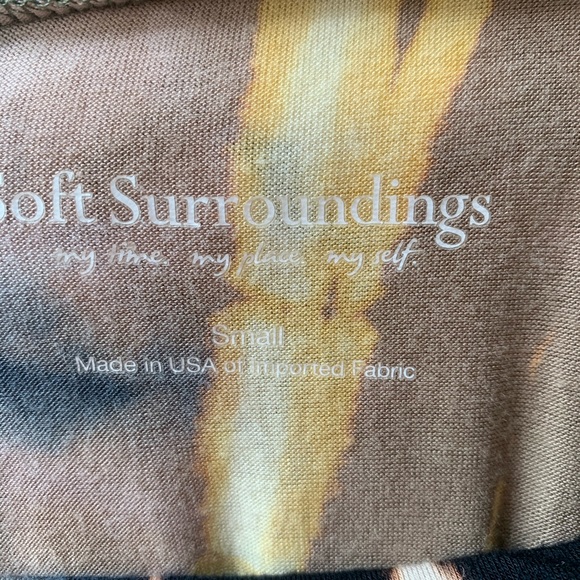 Soft Surroundings
my time. my place. my self.
Small
Made in USA of Imported Fabric